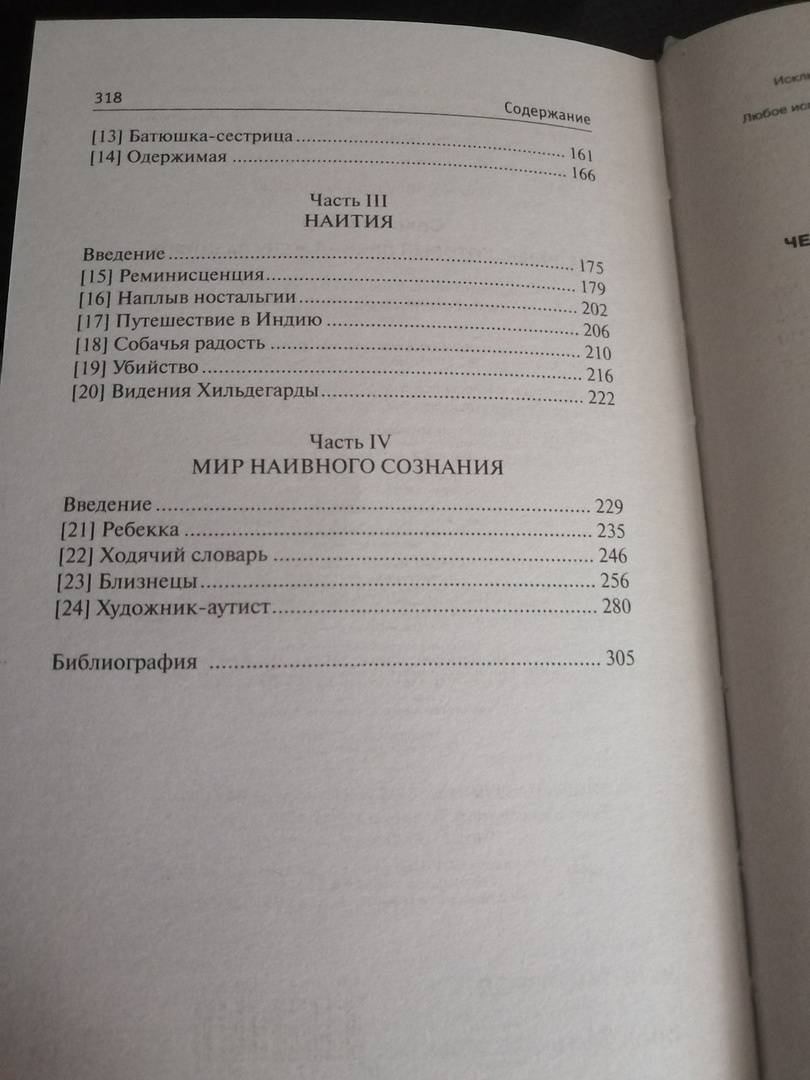 318
Содержание
[13] Батюшка-сестрица........161
[14] Одержимая........166
Часть III
НАИТИЯ
Введение........175
[15] Реминисценция........179
[16] Наплыв ностальгии........202
[17] Путешествие в Индию........206
[18] Собачья радость........210
[19] Убийство........216
[20] Видения Хильдегарды........222
Часть IV
МИР НАИВНОГО СОЗНАНИЯ
Введение........229
[21] Ребекка........235
[22] Ходячий словарь........246
[23] Близнецы........256
[24] Художник-аутист........280
Библиография........305
Любое